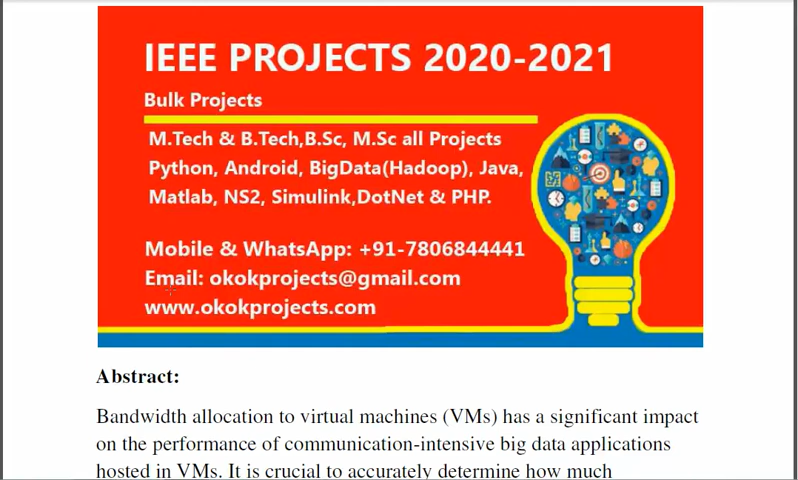 IEEE PROJECTS 2020-2021
Bulk Projects
M.Tech & B.Tech,B.Sc, M.Sc all Projects
Python, Android, BigData(Hadoop), Java,
Matlab, NS2, Simulink,DotNet & PHP.
Mobile & WhatsApp: +91-7806844441
Email: okokprojects@gmail.com
www.okokprojects.com
Abstract:
Bandwidth allocation to virtual machines (VMs) has a significant impact
on the performance of communication-intensive big data applications
hosted in VMs. It is crucial to accurately determine how much